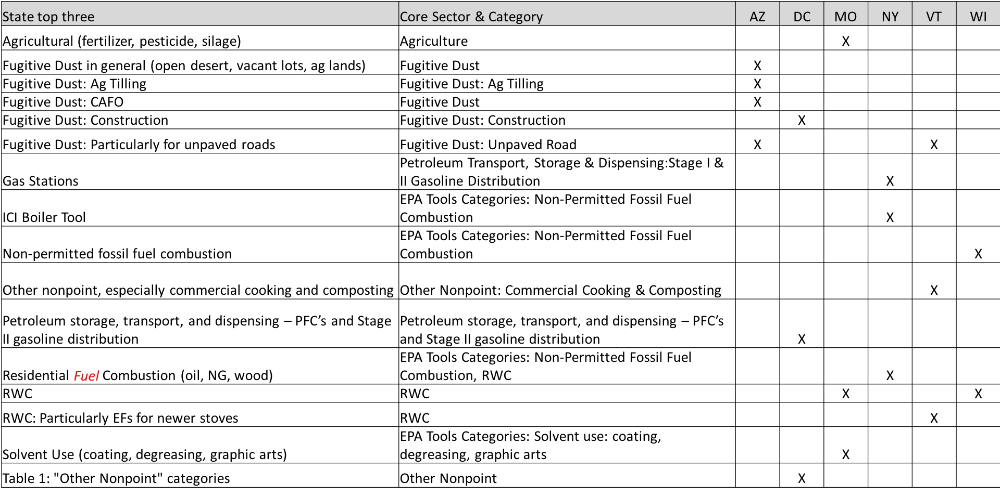 State top three Core Sector & Category AZ DC MO NY VT WI
Agricultural (fertilizer, pesticide, silage) Agriculture X
Fugitive Dust in general (open desert, vacant lots, ag lands) Fugitive Dust X
Fugitive Dust: Ag Tilling Fugitive Dust: Ag Tilling X
Fugitive Dust: CAFO Fugitive Dust X
Fugitive Dust: Construction Fugitive Dust: Construction X
Fugitive Dust: Particularly for unpaved roads Fugitive Dust: Unpaved Road X X
Petroleum Transport, Storage & Dispensing:Stage I &
Gas Stations II Gasoline Distribution X
EPA Tools Categories: Non-Permitted Fossil Fuel
ICI Boiler Tool Combustion X
EPA Tools Categories: Non-Permitted Fossil Fuel
Non-permitted fossil fuel combustion Combustion X
Other nonpoint, especially commercial cooking and composting Other Nonpoint: Commercial Cooking & Composting X
Petroleum storage, transport, and dispensing – PFC’s and Stage Petroleum storage, transport, and dispensing – PFC’s
II gasoline distribution and Stage II gasoline distribution X
EPA Tools Categories: Non-Permitted Fossil Fuel
Residential Fuel Combustion (oil, NG, wood) Combustion, RWC X
RWC RWC X X
RWC: Particularly EFs for newer stoves RWC X
EPA Tools Categories: Solvent use: coating,
Solvent Use (coating, degreasing, graphic arts) degreasing, graphic arts X
Table 1: "Other Nonpoint" categories Other Nonpoint X